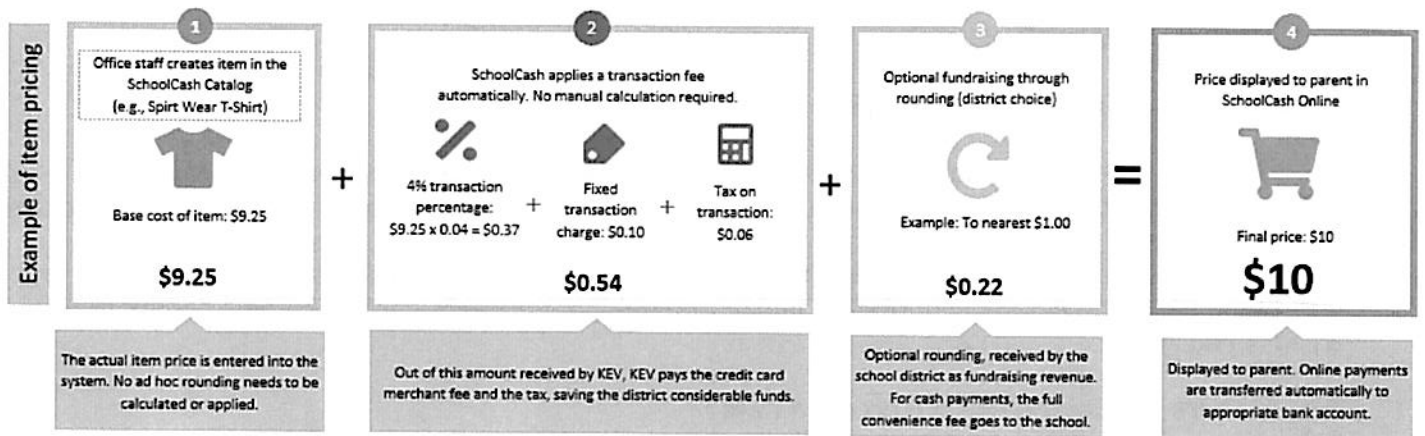 Example of item pricing
1
Office staff creates item in the
SchoolCash Catalog
(e.g., Spirt Wear T-Shirt)
Base cost of item: $9.25
$9.25
The actual item price is entered into the
system. No ad hoc rounding needs to be
calculated or applied.
+
2
SchoolCash applies a transaction fee
automatically. No manual calculation required.
4% transaction
percentage:
$9.25 x 0.04 = $0.37
+
Fixed
transaction
charge: $0.10
+
Tax on
transaction:
$0.06
$0.54
Out of this amount received by KEV, KEV pays the credit card
merchant fee and the tax, saving the district considerable funds.
+
3
Optional fundraising through
rounding (district choice)
Example: To nearest $1.00
$0.22
Optional rounding, received by the
school district as fundraising revenue.
For cash payments, the full
convenience fee goes to the school.
=
4
Price displayed to parent in
SchoolCash Online
Final price: $10
$10
Displayed to parent. Online payments
are transferred automatically to
appropriate bank account.